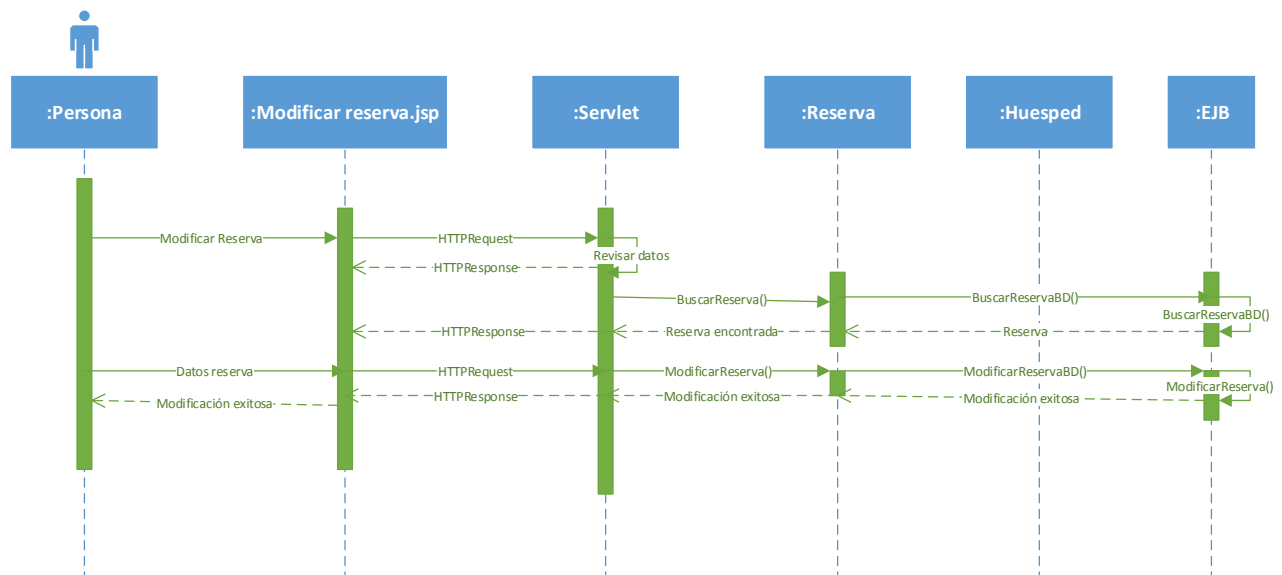 :Persona
:Modificar reserva.jsp
:Servlet
:Reserva
:Huesped
:EJB
Modificar Reserva
HTTPRequest
Revisar datos
HTTPResponse
BuscarReserva()
BuscarReservaBD()
BuscarReservaBD()
HTTPResponse
Reserva encontrada
Reserva
Datos reserva
HTTPRequest
ModificarReserva()
ModificarReservaBD()
ModificarReserva()
Modificación exitosa
HTTPResponse
Modificación exitosa
Modificación exitosa